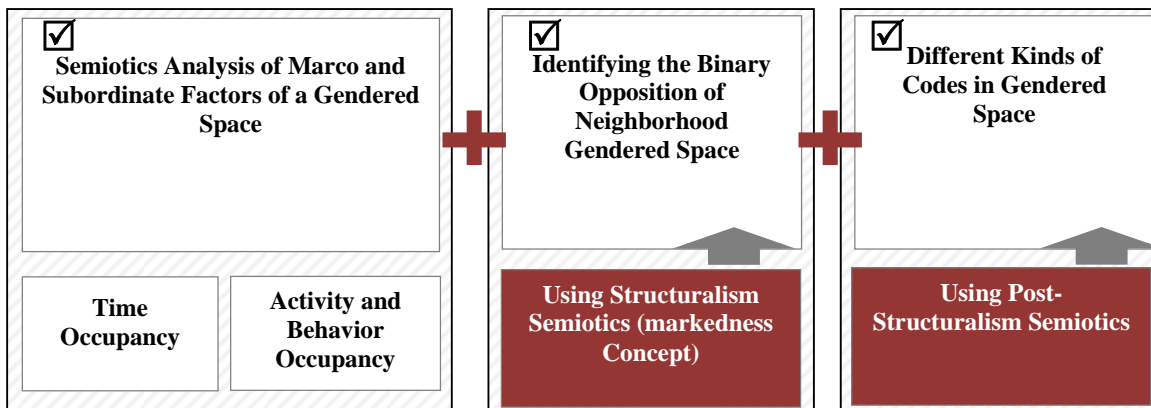 Semiotics Analysis of Marco and
Subordinate Factors of a Gendered
Space
Time
Occupancy
Activity and
Behavior
Occupancy
Identifying the Binary
Opposition of
Neighborhood
Gendered Space
Using Structuralism
Semiotics (markedness
Concept)
Different Kinds of
Codes in Gendered
Space
Using Post-
Structuralism Semiotics